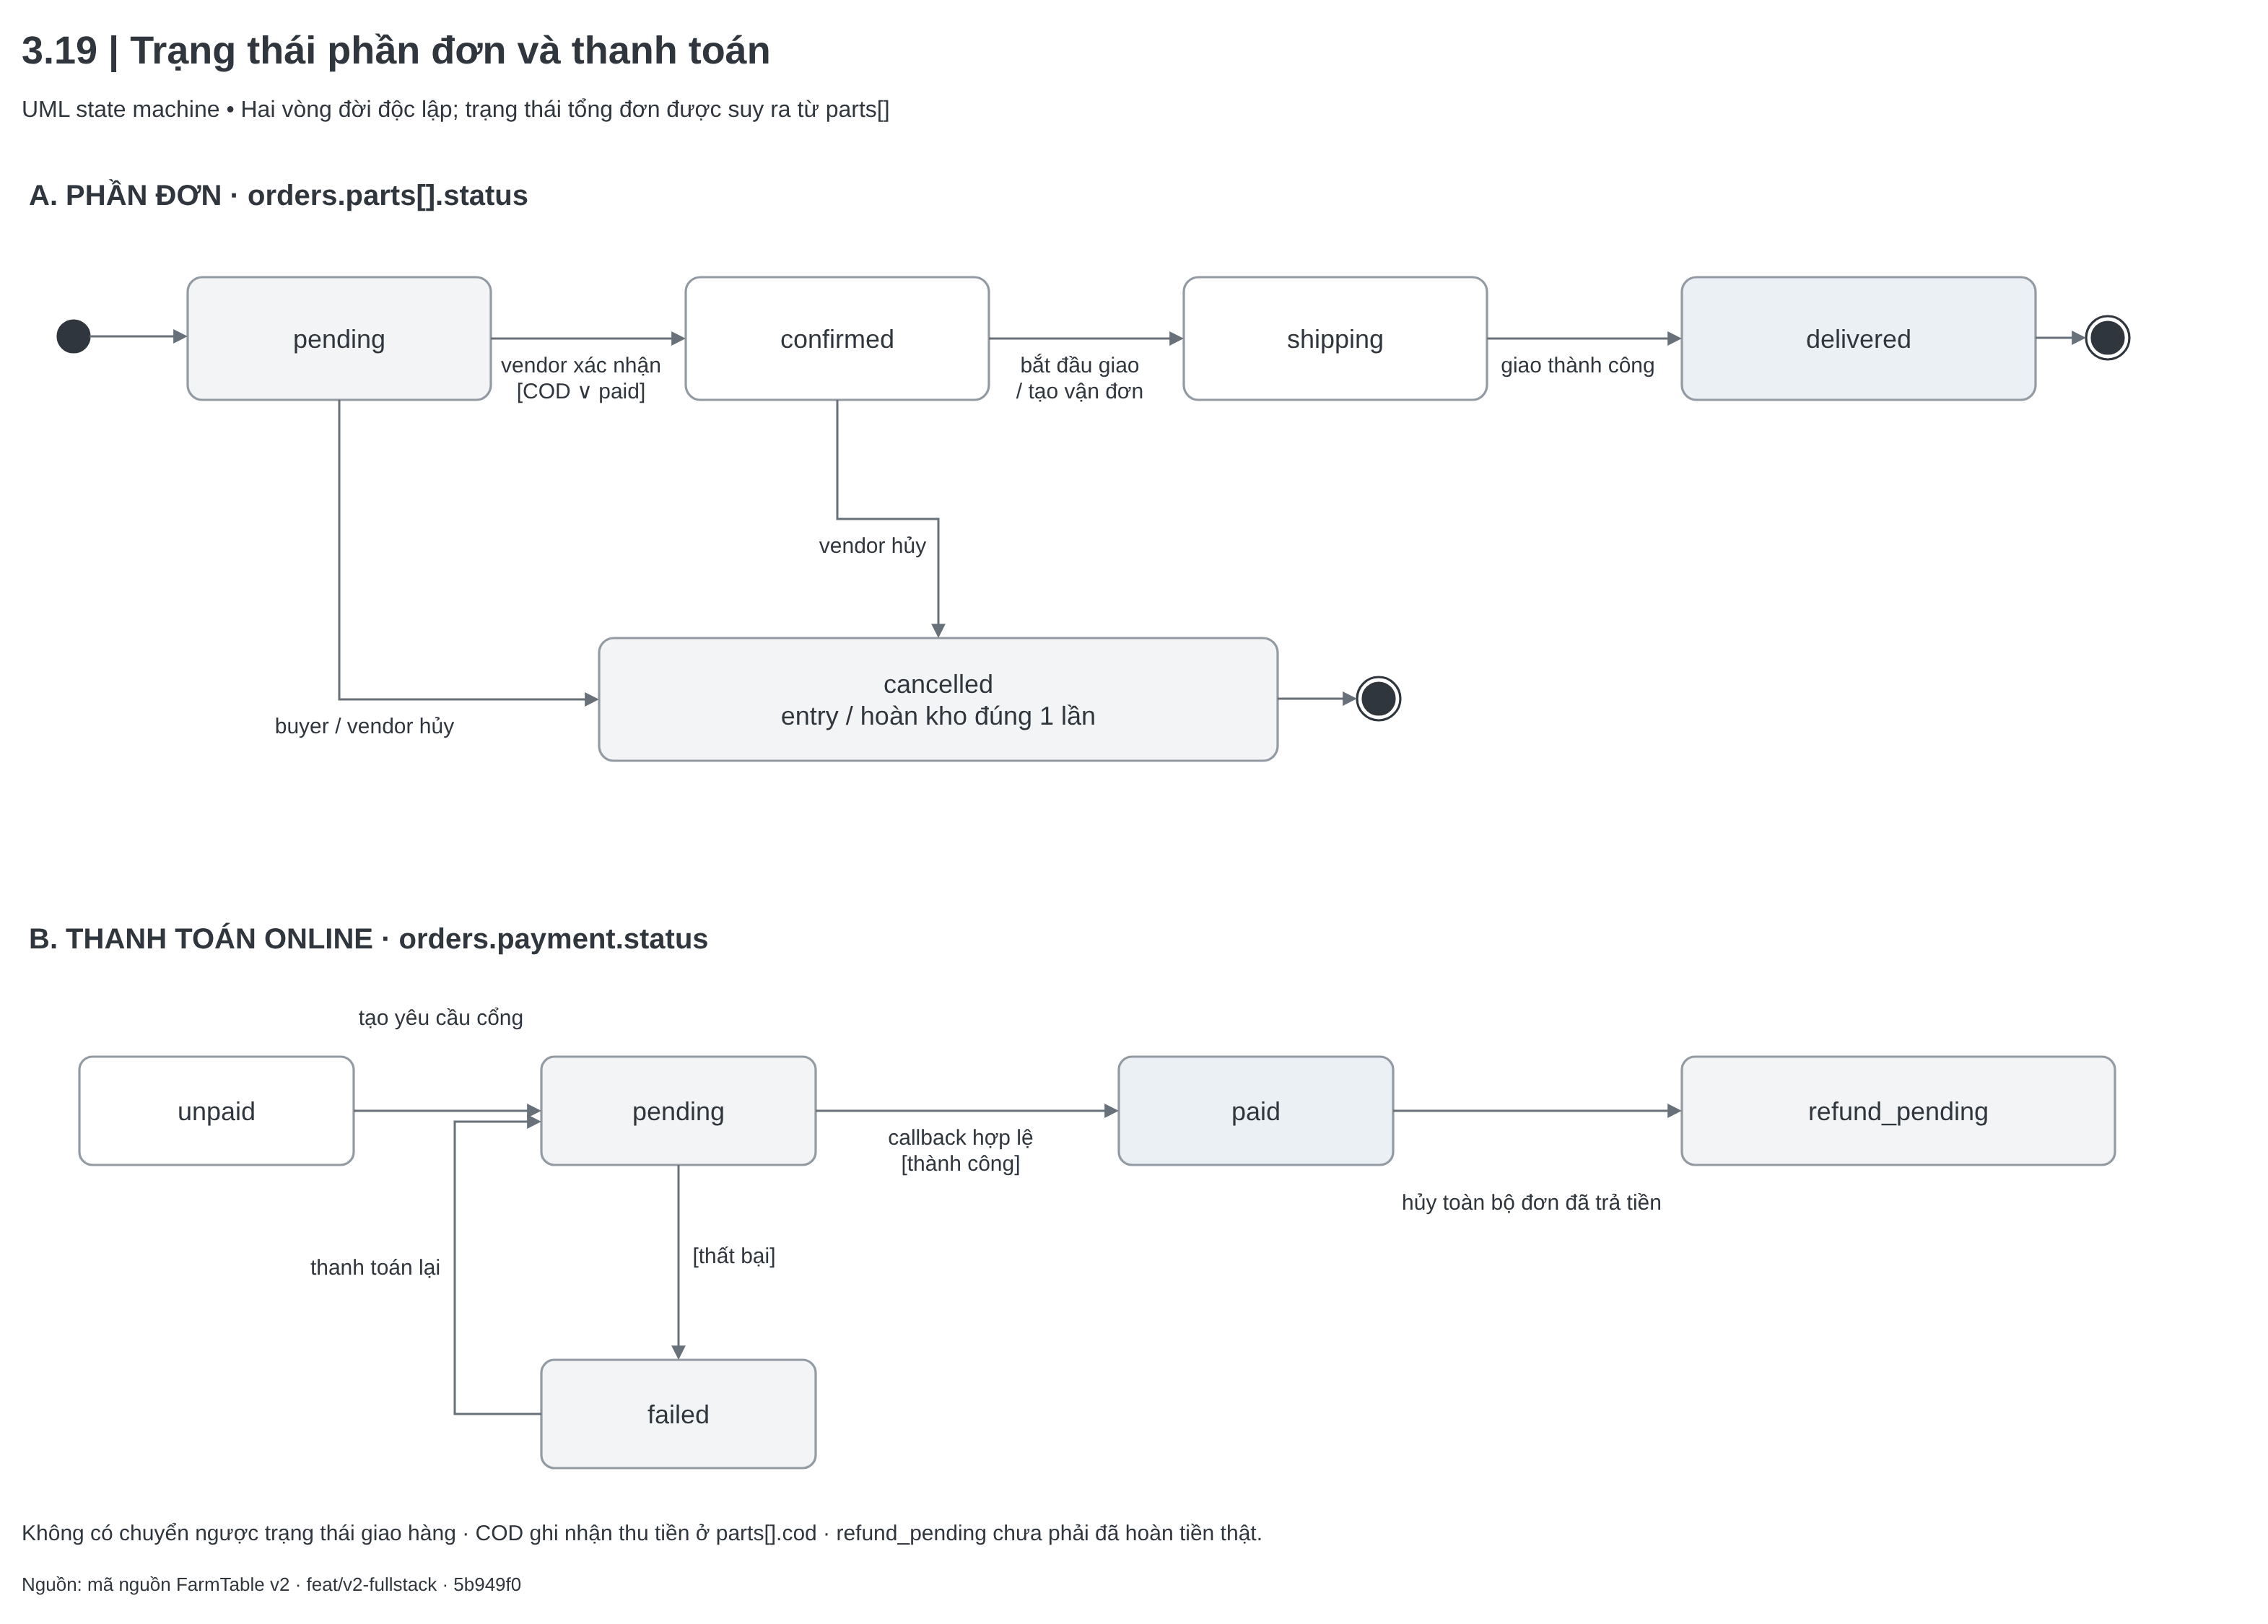 3.19 | Trạng thái phần đơn và thanh toán
UML state machine • Hai vòng đời độc lập; trạng thái tổng đơn được suy ra từ parts[]
A. PHẦN ĐƠN · orders.parts[].status
pending
vendor xác nhận
[COD ∨ paid]
confirmed
bắt đầu giao
/ tạo vận đơn
shipping
giao thành công
delivered
vendor hủy
cancelled
entry / hoàn kho đúng 1 lần
buyer / vendor hủy
B. THANH TOÁN ONLINE · orders.payment.status
tạo yêu cầu cổng
unpaid
pending
callback hợp lệ
[thành công]
paid
refund_pending
hủy toàn bộ đơn đã trả tiền
thanh toán lại
[thất bại]
failed
Không có chuyển ngược trạng thái giao hàng · COD ghi nhận thu tiền ở parts[].cod · refund_pending chưa phải đã hoàn tiền thật.
Nguồn: mã nguồn FarmTable v2 · feat/v2-fullstack · 5b949f0